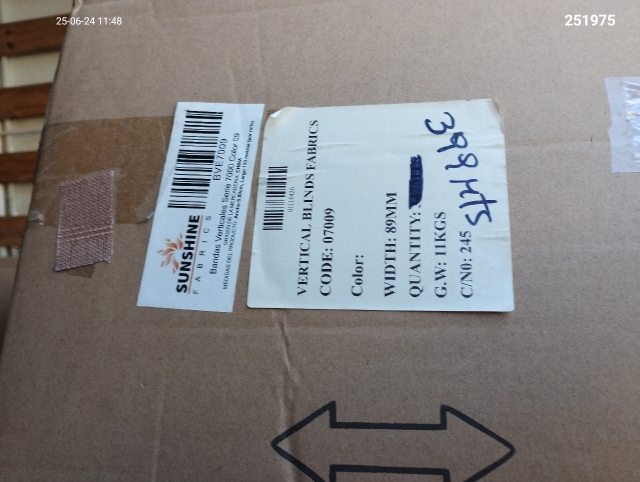 25-06-24 11:48
251975
SUNSHINE
FABRICS
BVE7009
Bandas Verticales Serie 7000 Color 09
VERTICAL BLINDS FABRICS
CODE: 07009
Color:
WIDTH: 89MM
QUANTITY:
G.W: 11KGS
C/N0: 245